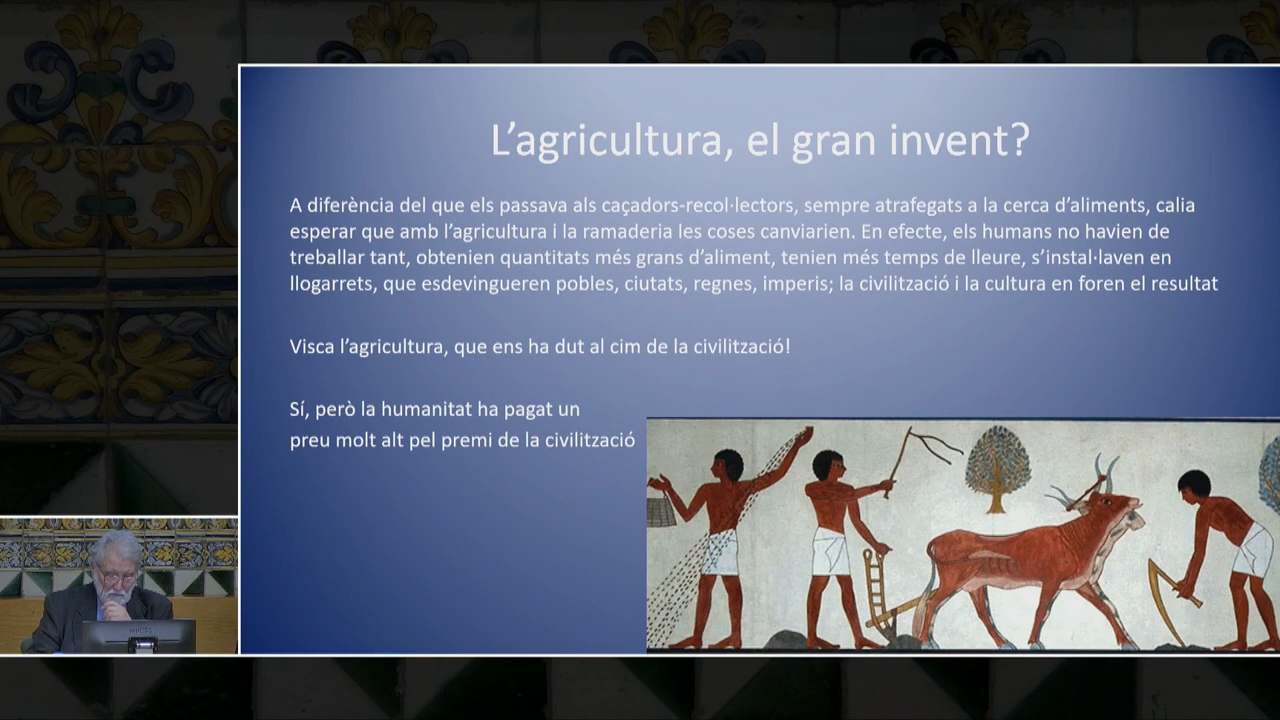 L’agricultura, el gran invent?
A diferència del que els passava als caçadors-recol·lectors, sempre atrafegats a la cerca d’aliments, calia
esperar que amb l’agricultura i la ramaderia les coses canviarien. En efecte, els humans no havien de
treballar tant, obtenien quantitats més grans d’aliment, tenien més temps de lleure, s’instal·laven en
llogarrets, que esdevingueren pobles, ciutats, regnes, imperis; la civilització i la cultura en foren el resultat
Visca l’agricultura, que ens ha dut al cim de la civilització!
Sí, però la humanitat ha pagat un
preu molt alt pel premi de la civilització
PHILIPS